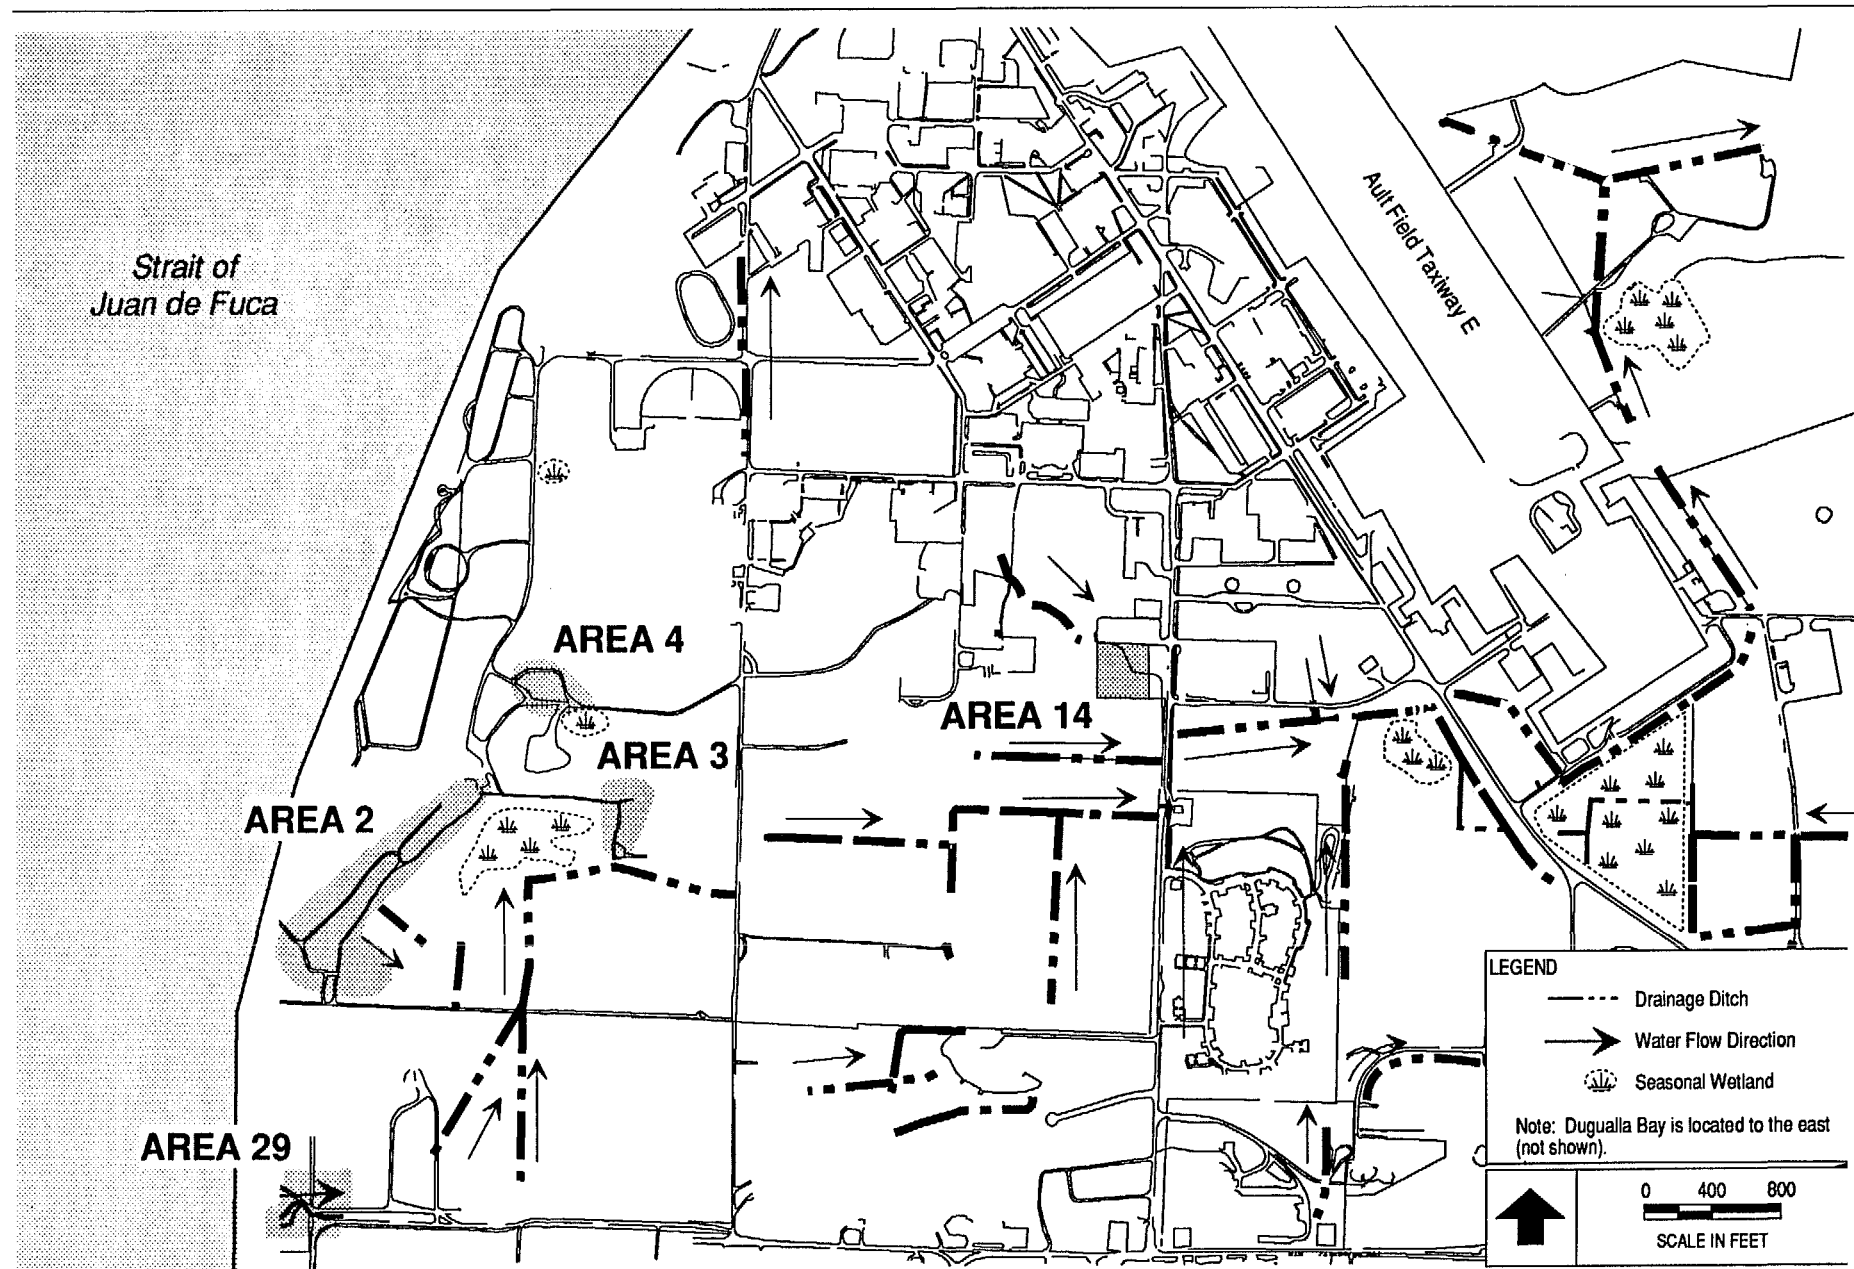 Strait of
Juan de Fuca
Ault Field Taxiway E
AREA 4
AREA 14
AREA 3
AREA 2
AREA 29
LEGEND
Drainage Ditch
Water Flow Direction
Seasonal Wetland
Note: Dugualla Bay is located to the east
(not shown).
0 400 800
SCALE IN FEET